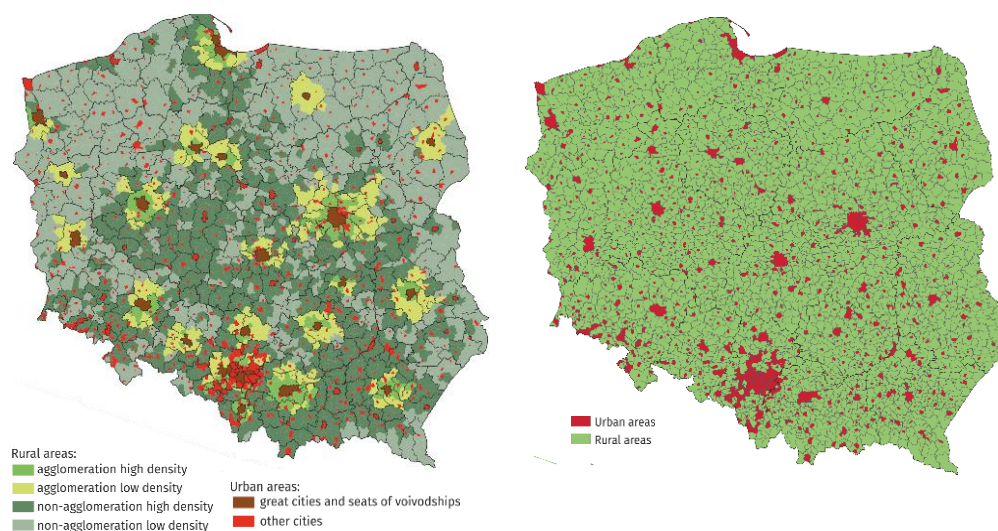 Rural areas:
agglomeration high density
agglomeration low density
non-agglomeration high density
non-agglomeration low density
Urban areas:
great cities and seats of voivodships
other cities
Urban areas
Rural areas